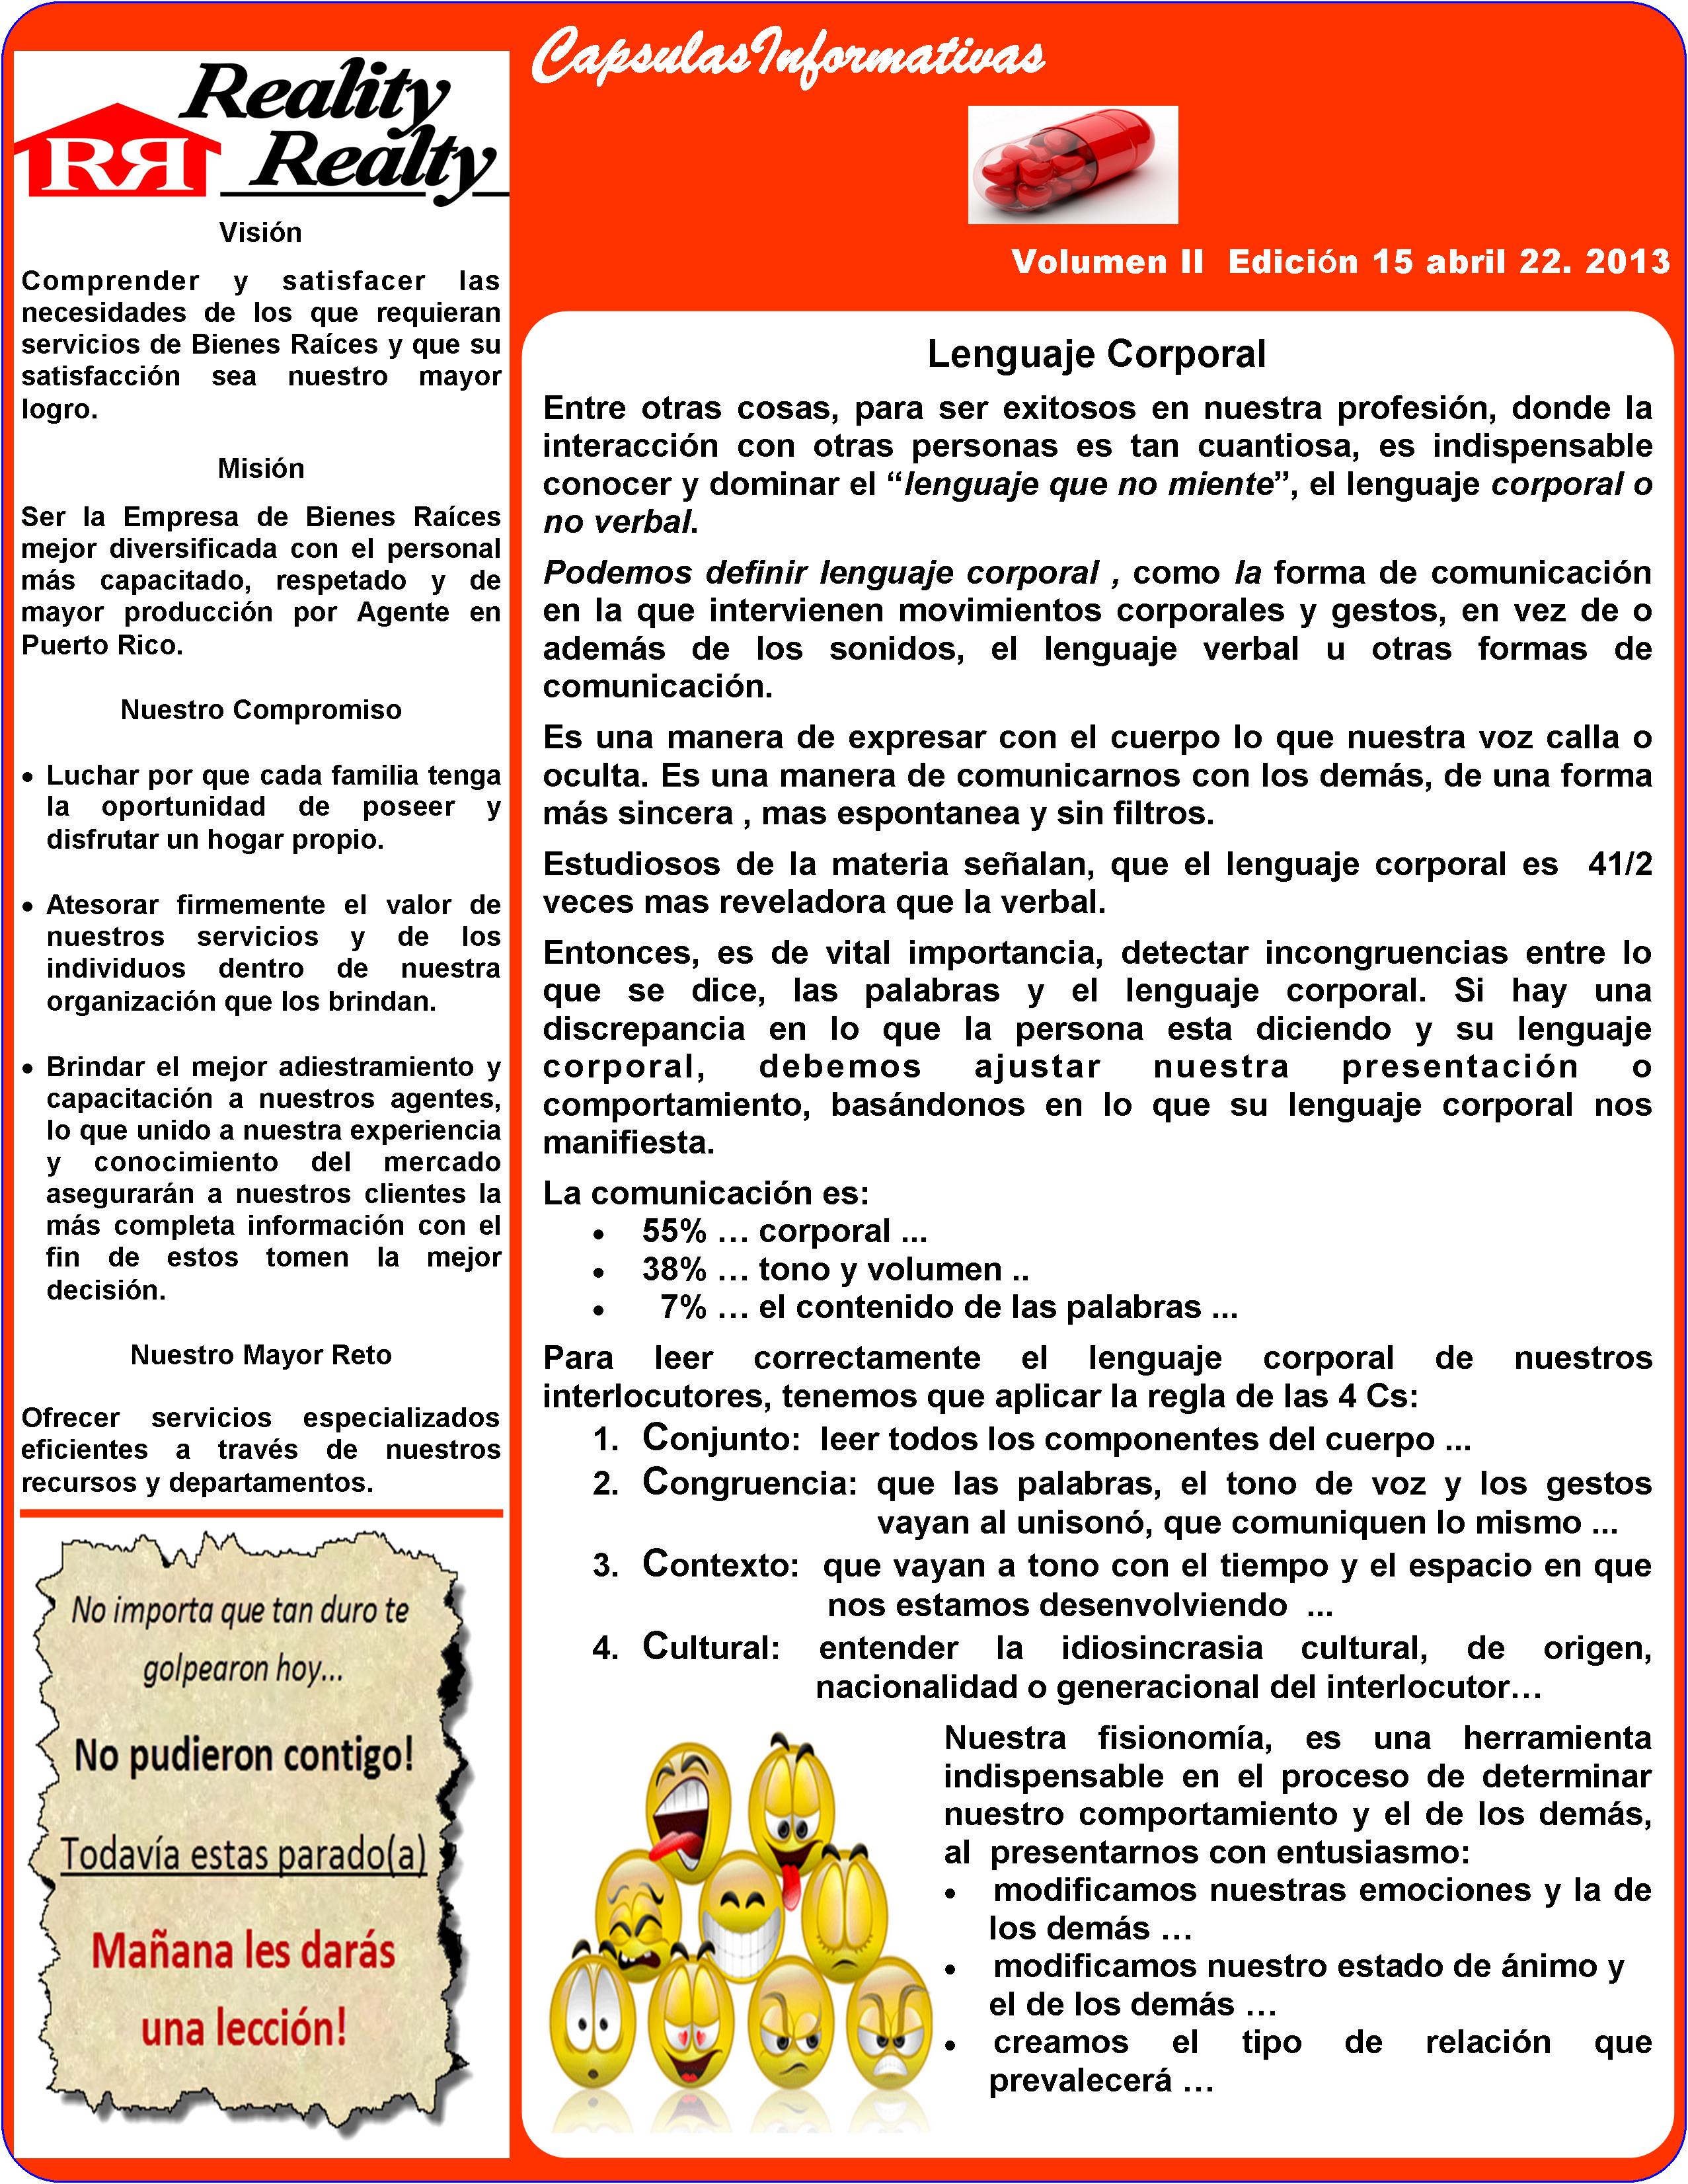 CapsulasInformativas
Reality
Realty
RR
Volumen II Edición 15 abril 22. 2013
Visión
Comprender y satisfacer las
necesidades de los que requieran
servicios de Bienes Raíces y que su
satisfacción sea nuestro mayor
logro.
Misión
Ser la Empresa de Bienes Raíces
mejor diversificada con el personal
más capacitado, respetado y de
mayor producción por Agente en
Puerto Rico.
Nuestro Compromiso
• Luchar por que cada familia tenga
la oportunidad de poseer y
disfrutar un hogar propio.
• Atesorar firmemente el valor de
nuestros servicios y de los
individuos dentro de nuestra
organización que los brindan.
• Brindar el mejor adiestramiento y
capacitación a nuestros agentes,
lo que unido a nuestra experiencia
y conocimiento del mercado
asegurarán a nuestros clientes la
más completa información con el
fin de estos tomen la mejor
decisión.
Nuestro Mayor Reto
Ofrecer servicios especializados
eficientes a través de nuestros
recursos y departamentos.
No importa que tan duro te
golpearon hoy...
No pudieron contigo!
Todavía estas parado(a)
Mañana les darás
una lección!
Lenguaje Corporal
Entre otras cosas, para ser exitosos en nuestra profesión, donde la
interacción con otras personas es tan cuantiosa, es indispensable
conocer y dominar el “lenguaje que no miente”, el lenguaje corporal o
no verbal.
Podemos definir lenguaje corporal , como la forma de comunicación
en la que intervienen movimientos corporales y gestos, en vez de o
además de los sonidos, el lenguaje verbal u otras formas de
comunicación.
Es una manera de expresar con el cuerpo lo que nuestra voz calla o
oculta. Es una manera de comunicarnos con los demás, de una forma
más sincera , mas espontanea y sin filtros.
Estudiosos de la materia señalan, que el lenguaje corporal es 41/2
veces mas reveladora que la verbal.
Entonces, es de vital importancia, detectar incongruencias entre lo
que se dice, las palabras y el lenguaje corporal. Si hay una
discrepancia en lo que la persona esta diciendo y su lenguaje
corporal, debemos ajustar nuestra presentación o
comportamiento, basándonos en lo que su lenguaje corporal nos
manifiesta.
La comunicación es:
• 55% … corporal ...
• 38% … tono y volumen ..
• 7% … el contenido de las palabras ...
Para leer correctamente el lenguaje corporal de nuestros
interlocutores, tenemos que aplicar la regla de las 4 Cs:
1. Conjunto: leer todos los componentes del cuerpo ...
2. Congruencia: que las palabras, el tono de voz y los gestos
vayan al unisonó, que comuniquen lo mismo ...
3. Contexto: que vayan a tono con el tiempo y el espacio en que
nos estamos desenvolviendo ...
4. Cultural: entender la idiosincrasia cultural, de origen,
nacionalidad o generacional del interlocutor…
Nuestra fisionomía, es una herramienta
indispensable en el proceso de determinar
nuestro comportamiento y el de los demás,
al presentarnos con entusiasmo:
• modificamos nuestras emociones y la de
los demás …
• modificamos nuestro estado de ánimo y
el de los demás …
• creamos el tipo de relación que
prevalecerá …